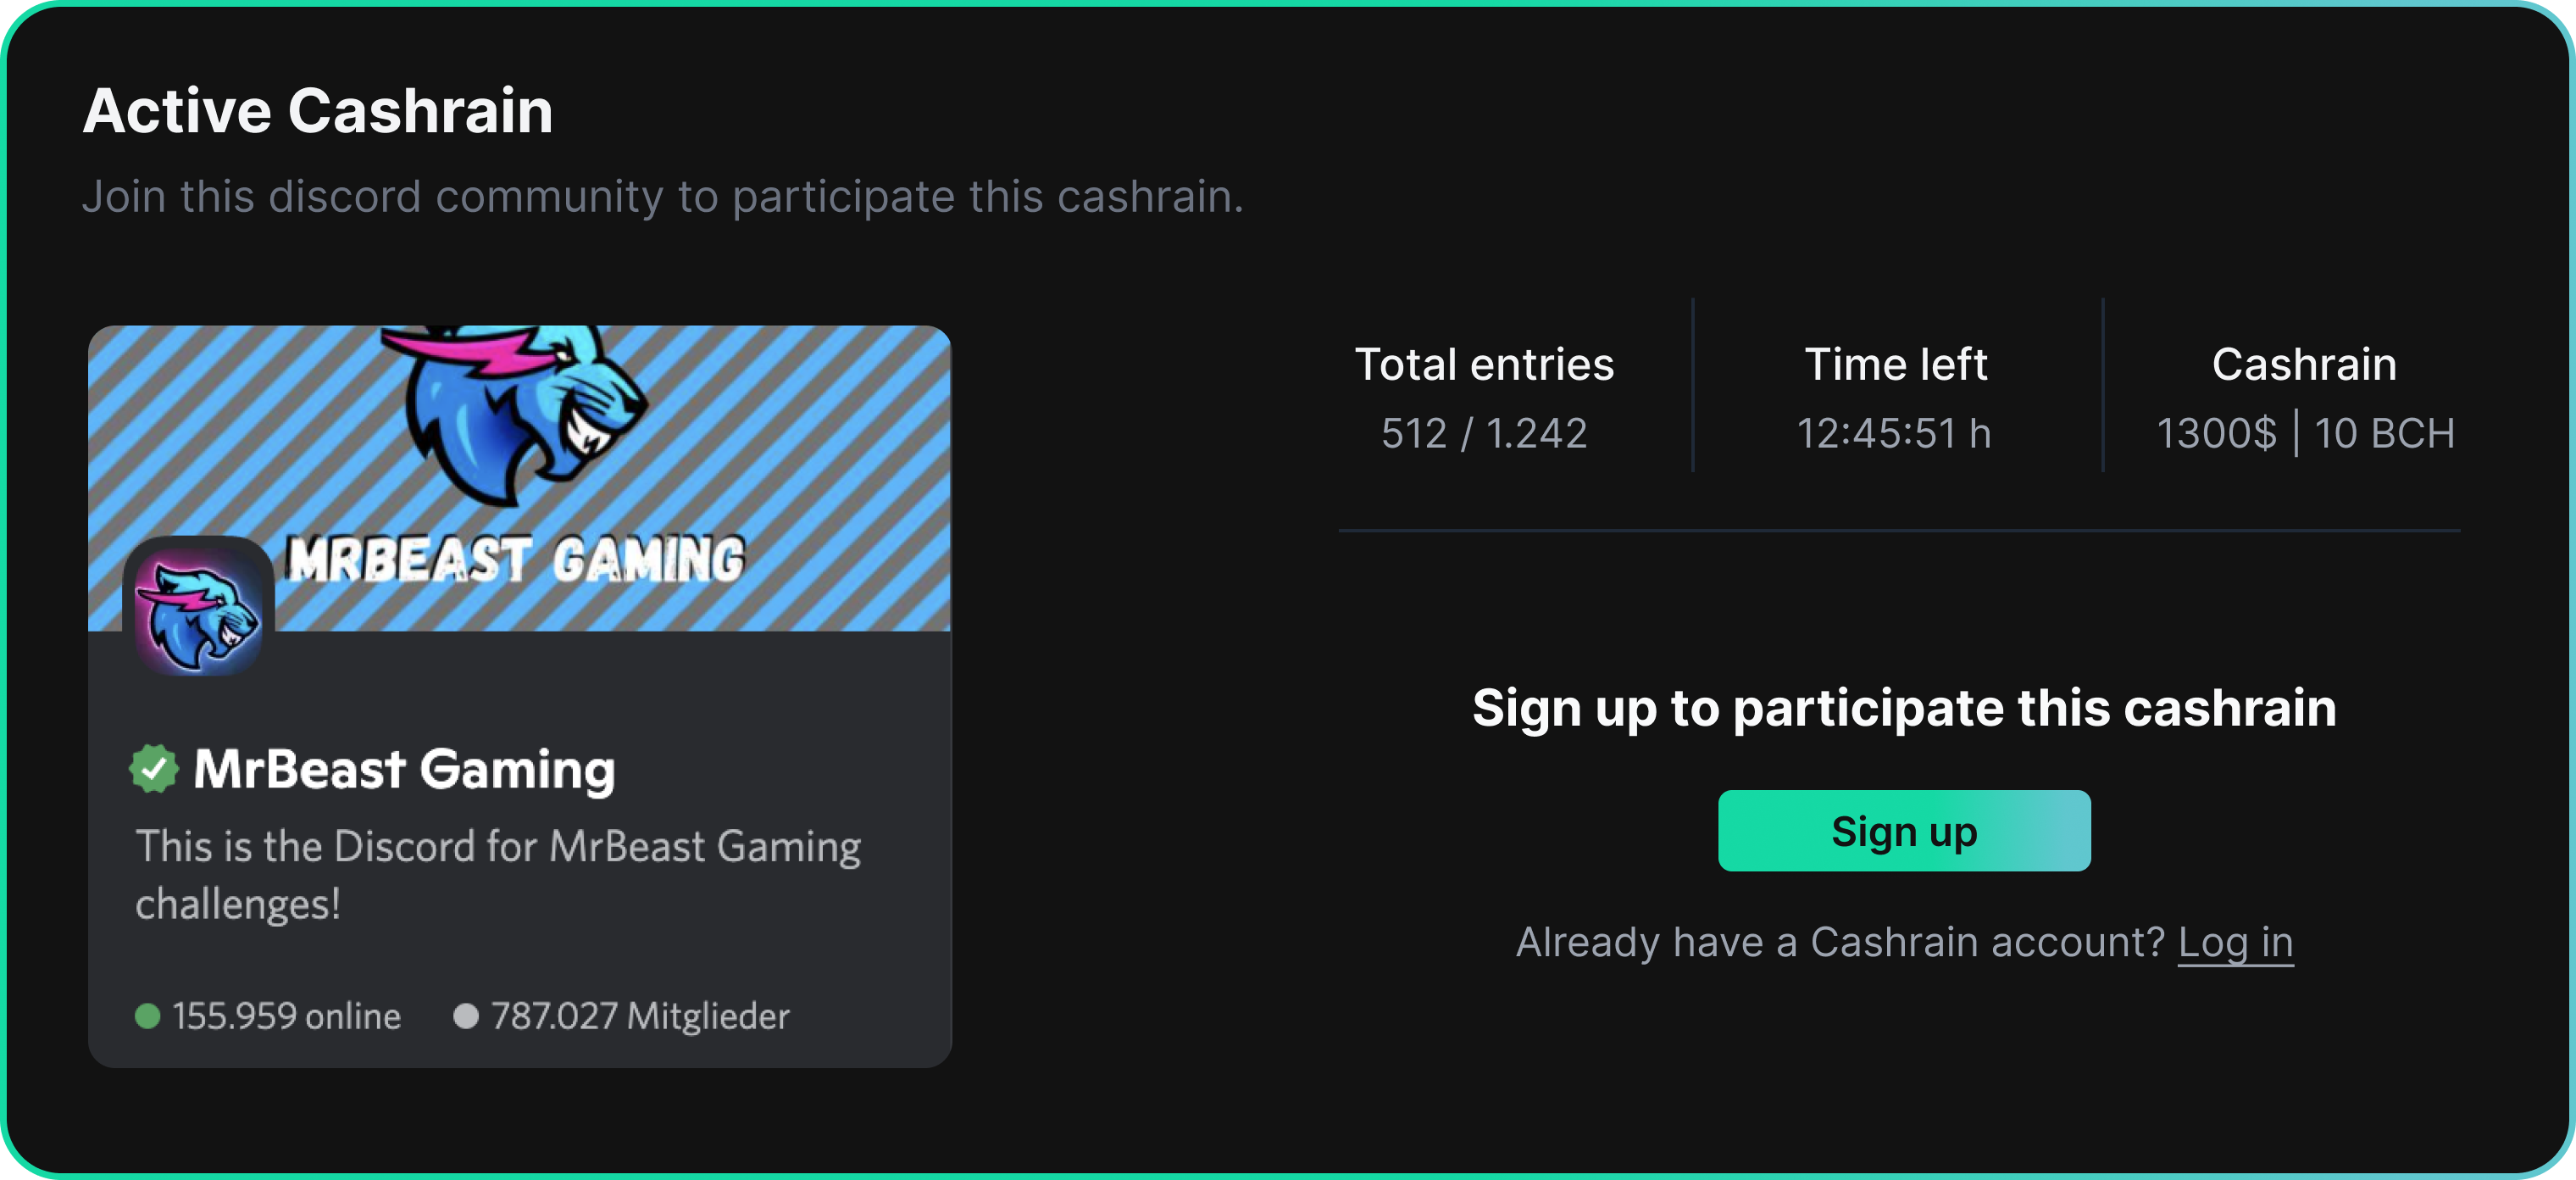 Active Cashrain
Join this discord community to participate this cashrain.
MRBEAST GAMING
MrBeast Gaming
This is the Discord for MrBeast Gaming
challenges!
155.959 online 787.027 Mitglieder
Total entries
512 / 1.242
Time left
12:45:51 h
Cashrain
1300$ | 10 BCH
Sign up to participate this cashrain
Sign up
Already have a Cashrain account? Log in